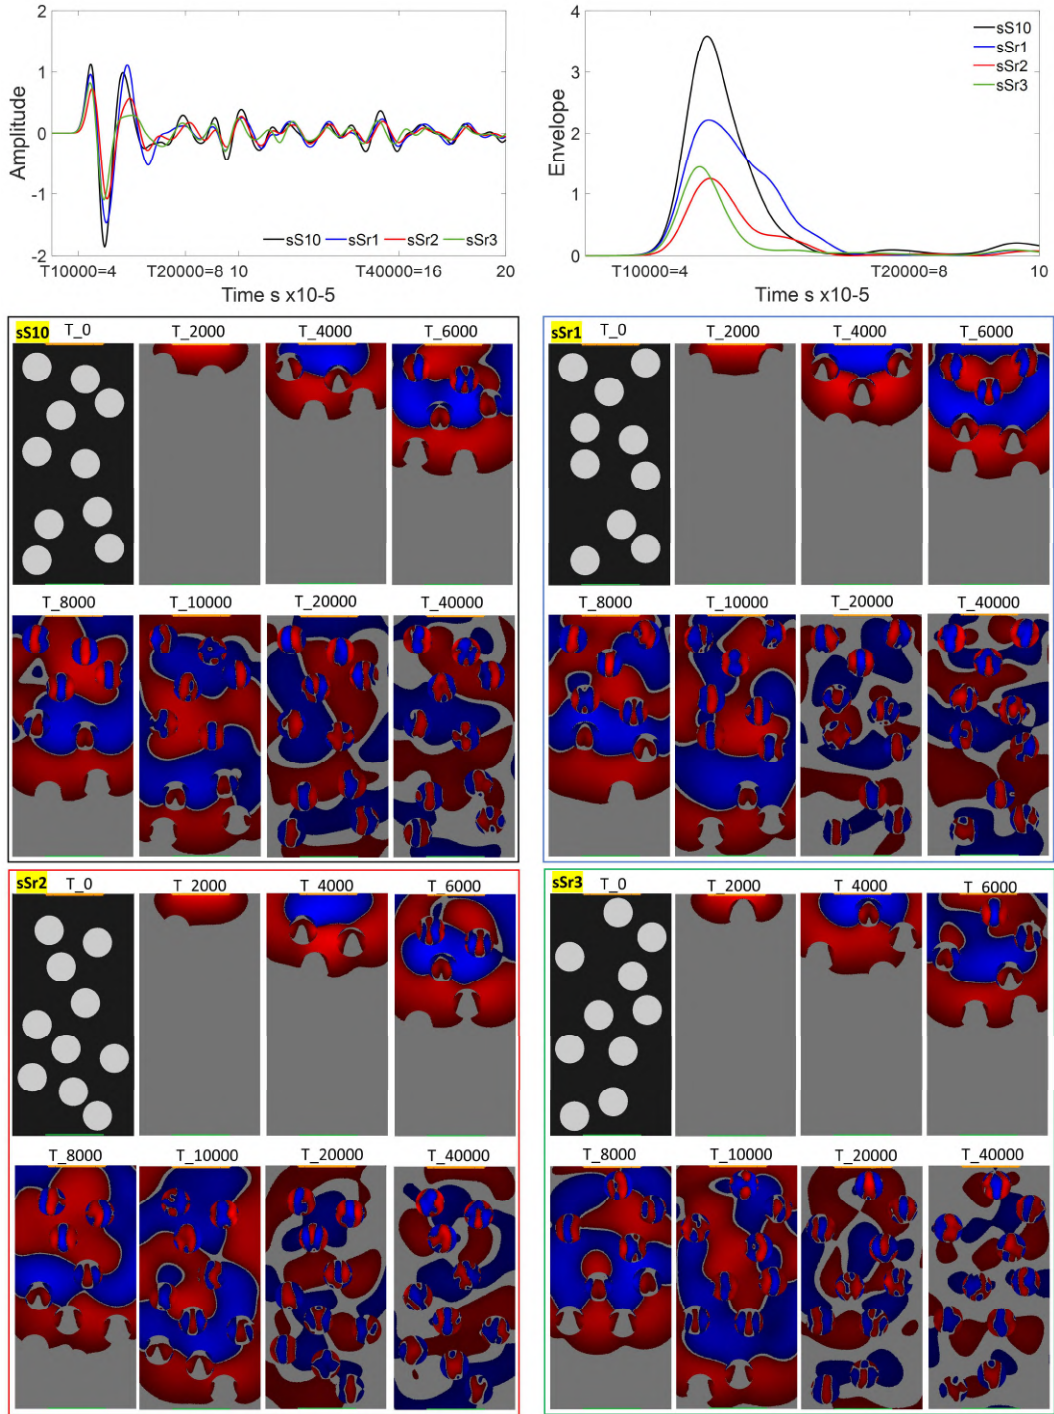 2
1
0
-1
-2
Amplitude
sS10 sSr1 sSr2 sSr3
T10000=4 T20000=8 10 T40000=16 20
Time s x10-5
4
3
2
1
0
Envelope
sS10
sSr1
sSr2
sSr3
T10000=4 T20000=8 10
Time s x10-5
sS10 T_0 T_2000 T_4000 T_6000
T_8000 T_10000 T_20000 T_40000
sSr1 T_0 T_2000 T_4000 T_6000
T_8000 T_10000 T_20000 T_40000
sSr2 T_0 T_2000 T_4000 T_6000
T_8000 T_10000 T_20000 T_40000
sSr3 T_0 T_2000 T_4000 T_6000
T_8000 T_10000 T_20000 T_40000